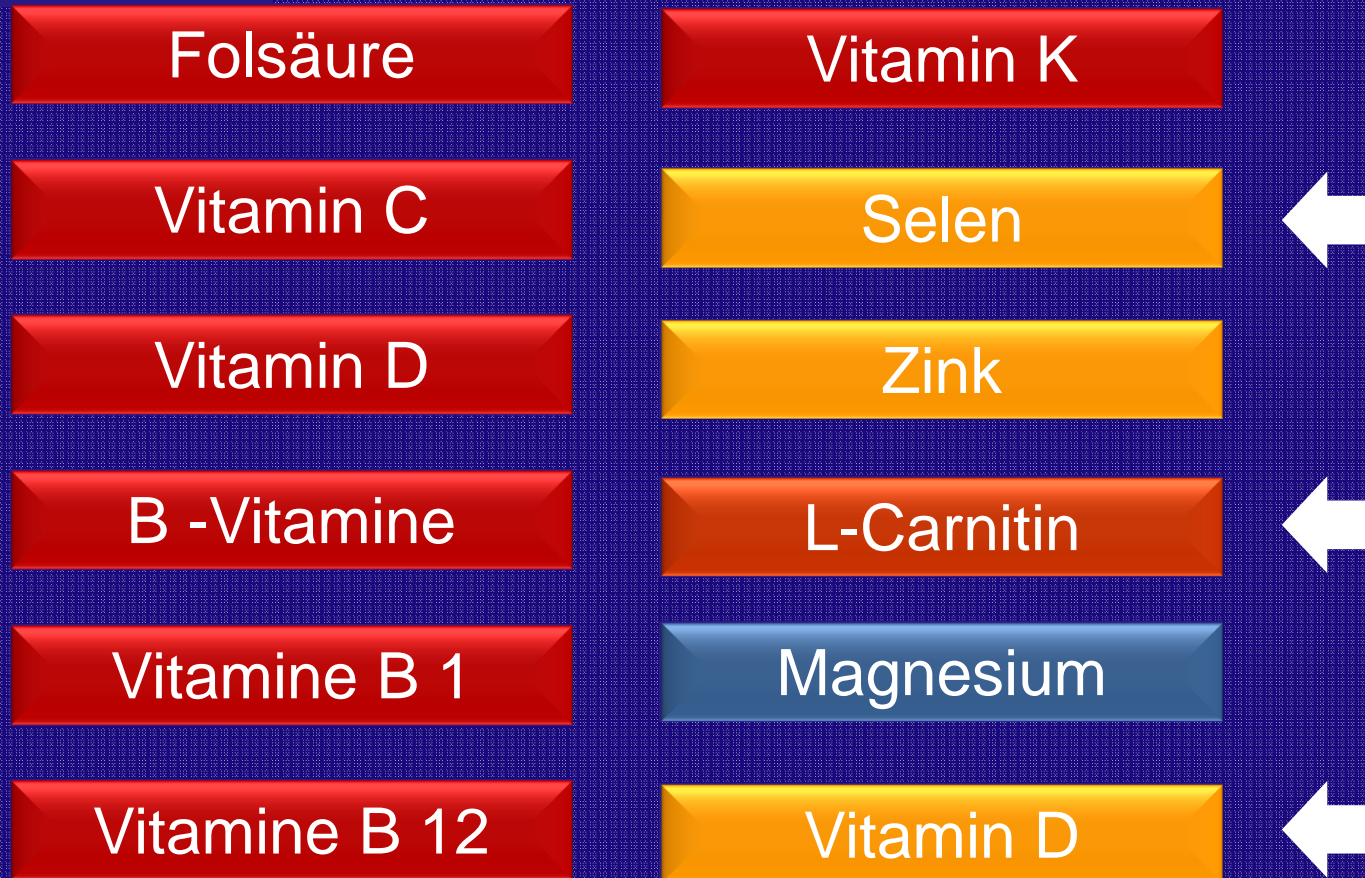 Folsäure
Vitamin C
Vitamin D
B -Vitamine
Vitamine B 1
Vitamine B 12
Vitamin K
Selen
Zink
L-Carnitin
Magnesium
Vitamin D